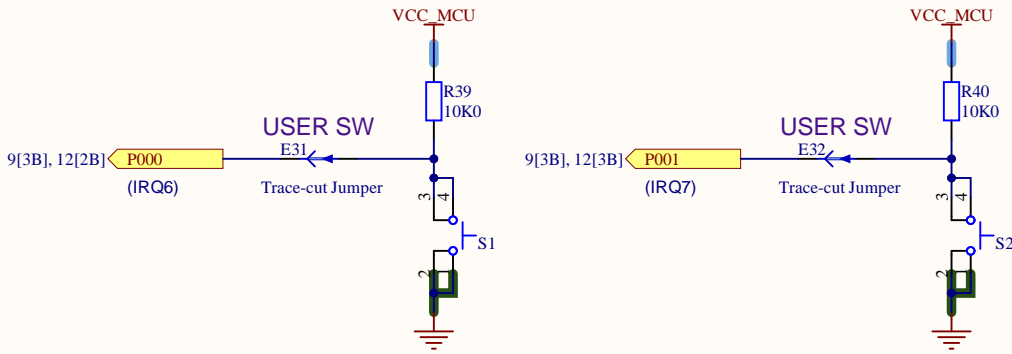 VCC_MCU
R39
10K0
USER SW
E31
9[3B], 12[2B]
P000
(IRQ6)
Trace-cut Jumper
3
4
S1
2
VCC_MCU
R40
10K0
USER SW
E32
9[3B], 12[3B]
P001
(IRQ7)
Trace-cut Jumper
3
4
S2
2